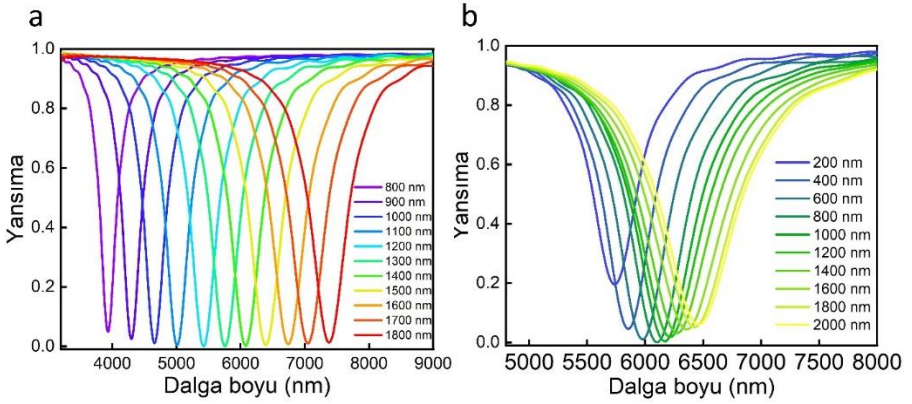 a
Yansıma
1.0
0.8
0.6
0.4
0.2
0.0
800 nm
900 nm
1000 nm
1100 nm
1200 nm
1300 nm
1400 nm
1500 nm
1600 nm
1700 nm
1800 nm
4000 5000 6000 7000 8000 9000
Dalga boyu (nm)
b
Yansıma
1.0
0.8
0.6
0.4
0.2
0.0
200 nm
400 nm
600 nm
800 nm
1000 nm
1200 nm
1400 nm
1600 nm
1800 nm
2000 nm
5000 5500 6000 6500 7000 7500 8000
Dalga boyu (nm)